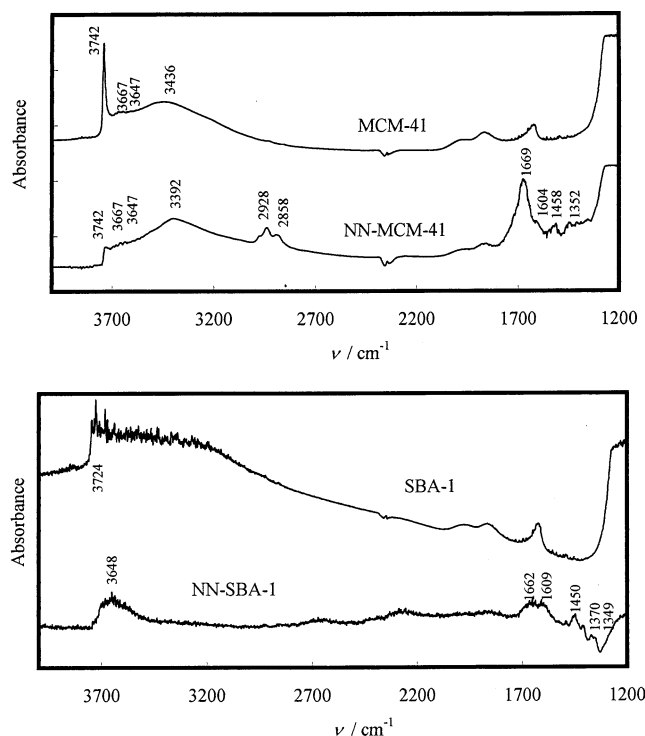 Absorbance
3742
3667
3647
3436
MCM-41
3742
3667
3647
3392
2928
2858
NN-MCM-41
1669
1604
1458
1352
3700 3200 2700 2200 1700 1200
ν / cm-1
Absorbance
3724
SBA-1
3648
NN-SBA-1
1662
1609
1450
1370
1349
3700 3200 2700 2200 1700 1200
ν / cm-1